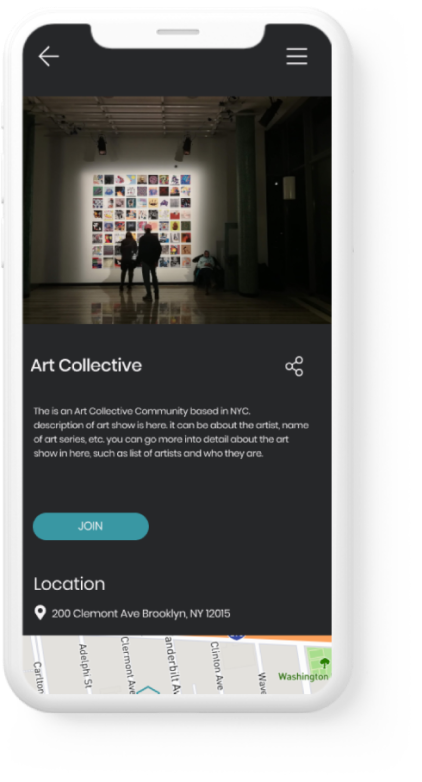 Art Collective
The is an Art Collective Community based in NYC.
description of art show is here. it can be about the artist, name
of art series, etc. you can go more into detail about the art
show in here, such as list of artists and who they are.
JOIN
Location
200 Clemont Ave Brooklyn, NY 12015
Carlton
Adelphi St
Clermont Ave
anderbilt Av
Clinton Ave
Wave
Washington